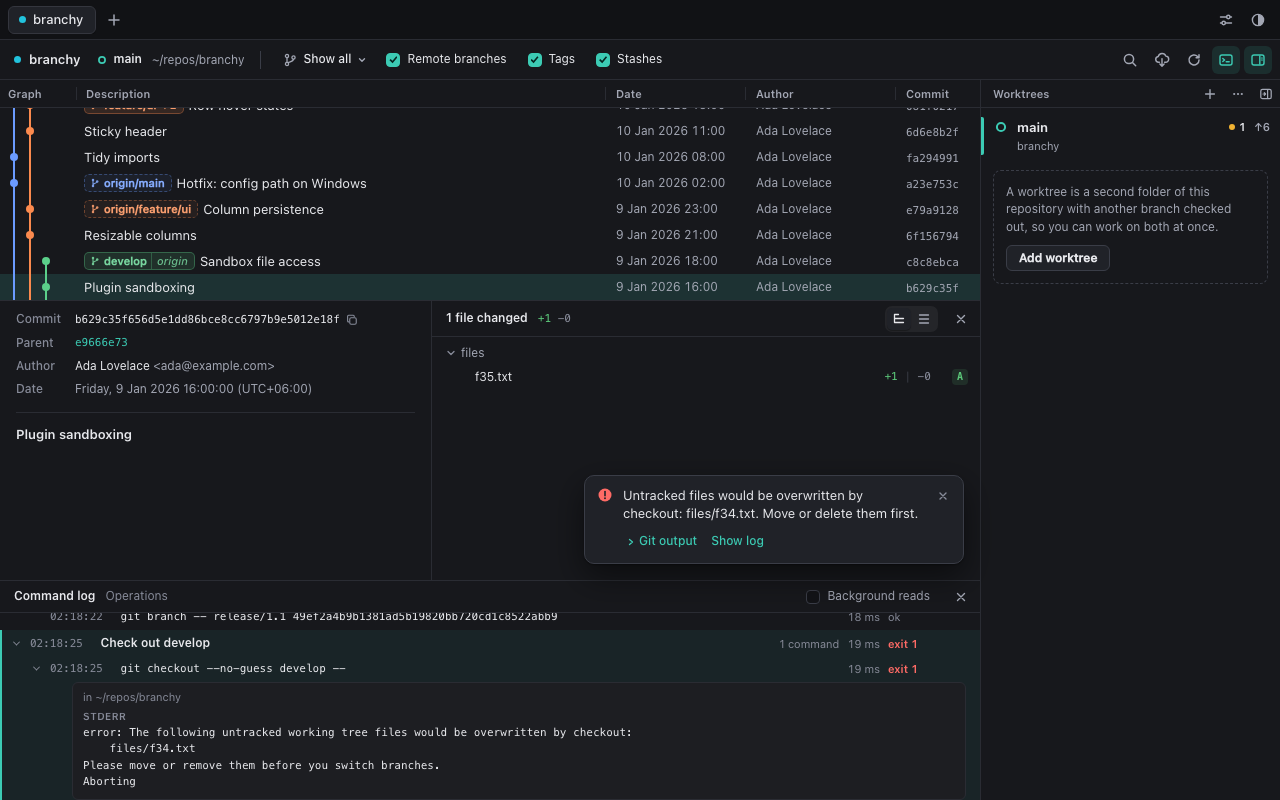 branchy
branchy main ~/repos/branchy Show all Remote branches Tags Stashes
Graph Description Date Author Commit Worktrees
Sticky header 10 Jan 2026 11:00 Ada Lovelace 6d6e8b2f
Tidy imports 10 Jan 2026 08:00 Ada Lovelace fa294991
origin/main Hotfix: config path on Windows 10 Jan 2026 02:00 Ada Lovelace a23e753c
origin/feature/ui Column persistence 9 Jan 2026 23:00 Ada Lovelace e79a9128
Resizable columns 9 Jan 2026 21:00 Ada Lovelace 6f156794
develop origin Sandbox file access 9 Jan 2026 18:00 Ada Lovelace c8c8ebca
Plugin sandboxing 9 Jan 2026 16:00 Ada Lovelace b629c35f
main 1 ↑6
branchy
A worktree is a second folder of this
repository with another branch checked
out, so you can work on both at once.
Add worktree
Commit b629c35f656d5e1dd86bce8cc6797b9e5012e18f
Parent e9666e73
Author Ada Lovelace <ada@example.com>
Date Friday, 9 Jan 2026 16:00:00 (UTC+06:00)
Plugin sandboxing
1 file changed +1 −0
files
f35.txt +1 −0 A
Untracked files would be overwritten by
checkout: files/f34.txt. Move or delete them first.
Git output Show log
Command log Operations Background reads
02:18:22 git branch -- release/1.1 49ef2a4b9b1381ad5b19820bb720cd1c8522abb9 18 ms ok
02:18:25 Check out develop 1 command 19 ms exit 1
02:18:25 git checkout --no-guess develop -- 19 ms exit 1
in ~/repos/branchy
STDERR
error: The following untracked working tree files would be overwritten by checkout:
files/f34.txt
Please move or remove them before you switch branches.
Aborting